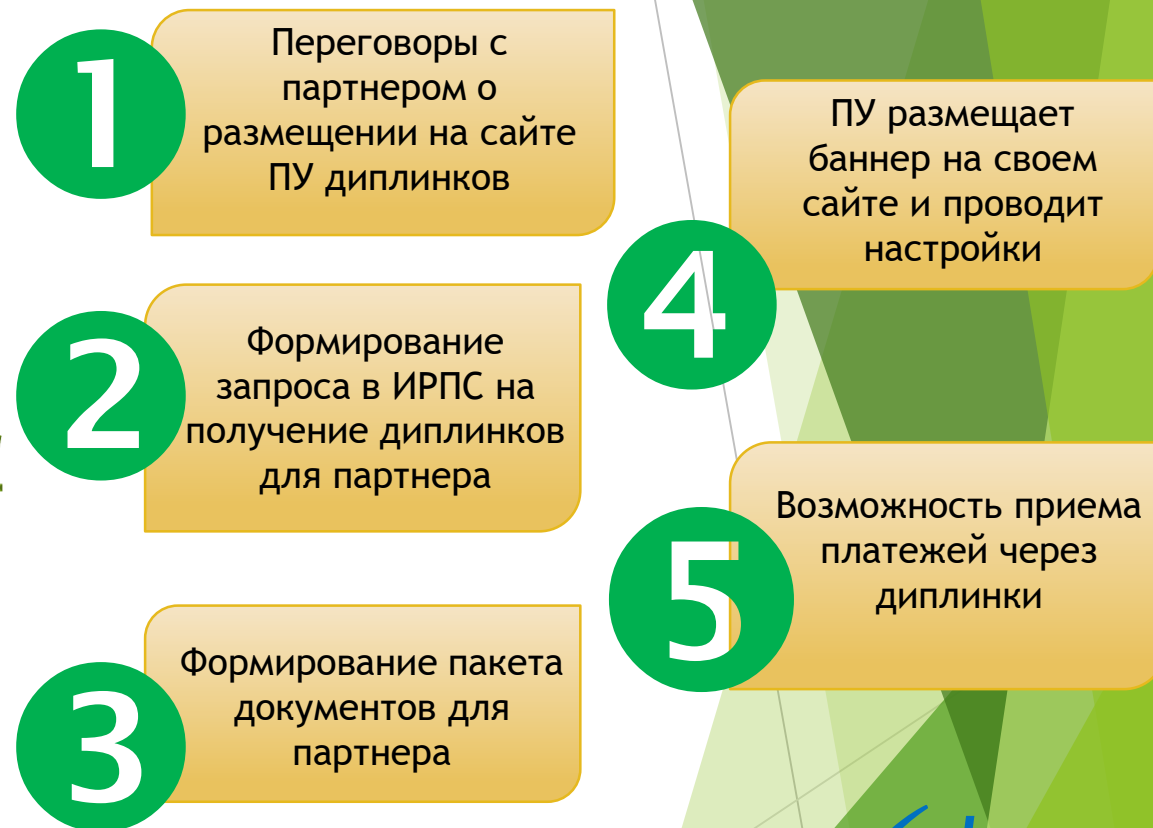 1
Переговоры с
партнером о
размещении на сайте
ПУ диплинков
2
Формирование
запроса в ИРПС на
получение диплинков
для партнера
3
Формирование пакета
документов для
партнера
4
ПУ размещает
баннер на своем
сайте и проводит
настройки
5
Возможность приема
платежей через
диплинки